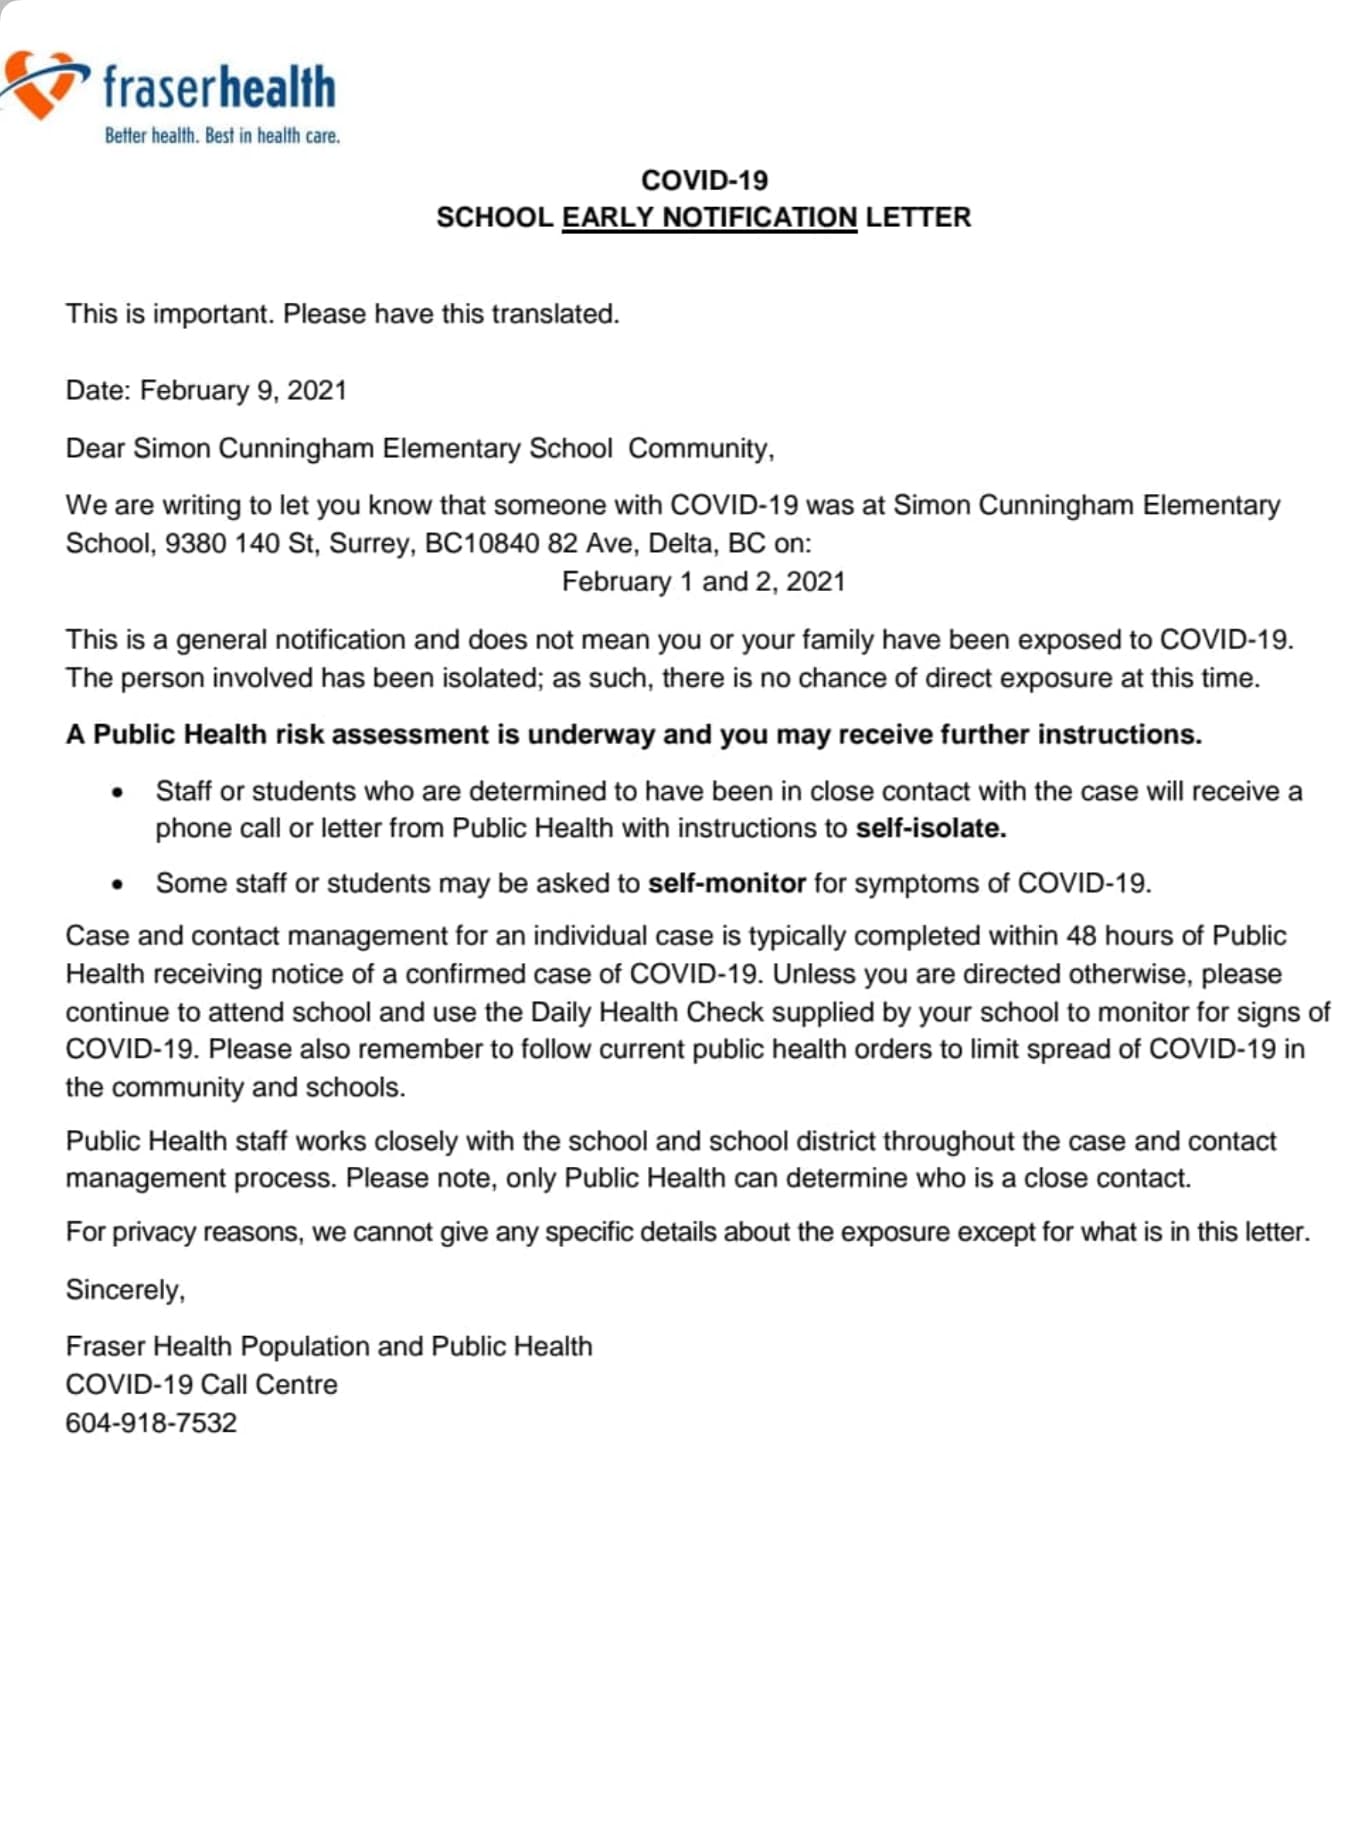 fraserhealth
Better health. Best in health care.
COVID-19
SCHOOL EARLY NOTIFICATION LETTER
This is important. Please have this translated.
Date: February 9, 2021
Dear Simon Cunningham Elementary School  Community,
We are writing to let you know that someone with COVID-19 was at Simon Cunningham Elementary
School, 9380 140 St, Surrey, BC10840 82 Ave, Delta, BC on:
February 1 and 2, 2021
This is a general notification and does not mean you or your family have been exposed to COVID-19.
The person involved has been isolated; as such, there is no chance of direct exposure at this time.
A Public Health risk assessment is underway and you may receive further instructions.
• Staff or students who are determined to have been in close contact with the case will receive a
phone call or letter from Public Health with instructions to self-isolate.
• Some staff or students may be asked to self-monitor for symptoms of COVID-19.
Case and contact management for an individual case is typically completed within 48 hours of Public
Health receiving notice of a confirmed case of COVID-19. Unless you are directed otherwise, please
continue to attend school and use the Daily Health Check supplied by your school to monitor for signs of
COVID-19. Please also remember to follow current public health orders to limit spread of COVID-19 in
the community and schools.
Public Health staff works closely with the school and school district throughout the case and contact
management process. Please note, only Public Health can determine who is a close contact.
For privacy reasons, we cannot give any specific details about the exposure except for what is in this letter.
Sincerely,
Fraser Health Population and Public Health
COVID-19 Call Centre
604-918-7532